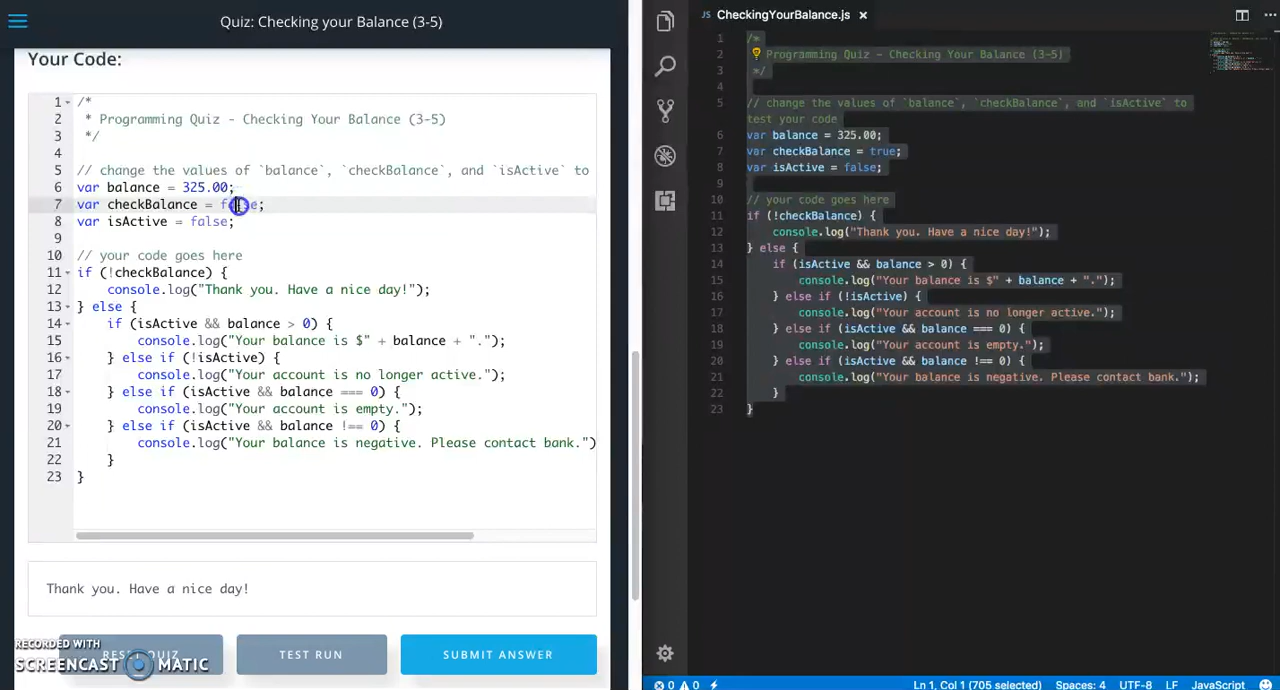 Quiz: Checking your Balance (3-5)
Your Code:
1 /*
2 * Programming Quiz - Checking Your Balance (3-5)
3 */
4
5 // change the values of `balance`, `checkBalance`, and `isActive` to
6 var balance = 325.00;
7 var checkBalance = false;
8 var isActive = false;
9
10 // your code goes here
11 if (!checkBalance) {
12 console.log("Thank you. Have a nice day!");
13 } else {
14 if (isActive && balance > 0) {
15 console.log("Your balance is $" + balance + ".");
16 } else if (!isActive) {
17 console.log("Your account is no longer active.");
18 } else if (isActive && balance === 0) {
19 console.log("Your account is empty.");
20 } else if (isActive && balance !== 0) {
21 console.log("Your balance is negative. Please contact bank.")
22 }
23 }
Thank you. Have a nice day!
RESET QUIZ
TEST RUN
SUBMIT ANSWER
RECORDED WITH
SCREENCAST MATIC
JS CheckingYourBalance.js
1 /*
2 Programming Quiz - Checking Your Balance (3-5)
3 */
4
5 // change the values of `balance`, `checkBalance`, and `isActive` to
test your code
6 var balance = 325.00;
7 var checkBalance = true;
8 var isActive = false;
9
10 // your code goes here
11 if (!checkBalance) {
12 console.log("Thank you. Have a nice day!");
13 } else {
14 if (isActive && balance > 0) {
15 console.log("Your balance is $" + balance + ".");
16 } else if (!isActive) {
17 console.log("Your account is no longer active.");
18 } else if (isActive && balance === 0) {
19 console.log("Your account is empty.");
20 } else if (isActive && balance !== 0) {
21 console.log("Your balance is negative. Please contact bank.");
22 }
23 }
0 0 Ln 1, Col 1 (705 selected) Spaces: 4 UTF-8 LF JavaScript